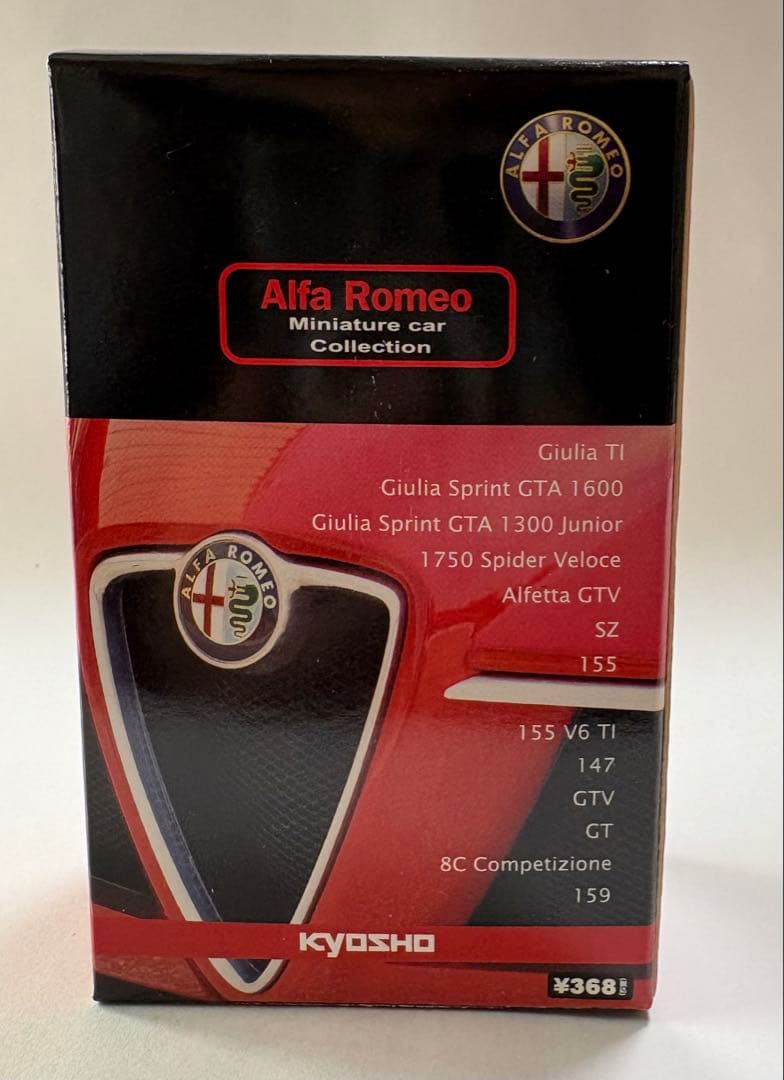 ALFA ROMEO
Alfa Romeo
Miniature car
Collection
Giulia TI
Giulia Sprint GTA 1600
Giulia Sprint GTA 1300 Junior
1750 Spider Veloce
Alfetta GTV
SZ
155
ALFA ROMEO
155 V6 TI
147
GTV
GT
8C Competizione
159
KYOSHO
¥368